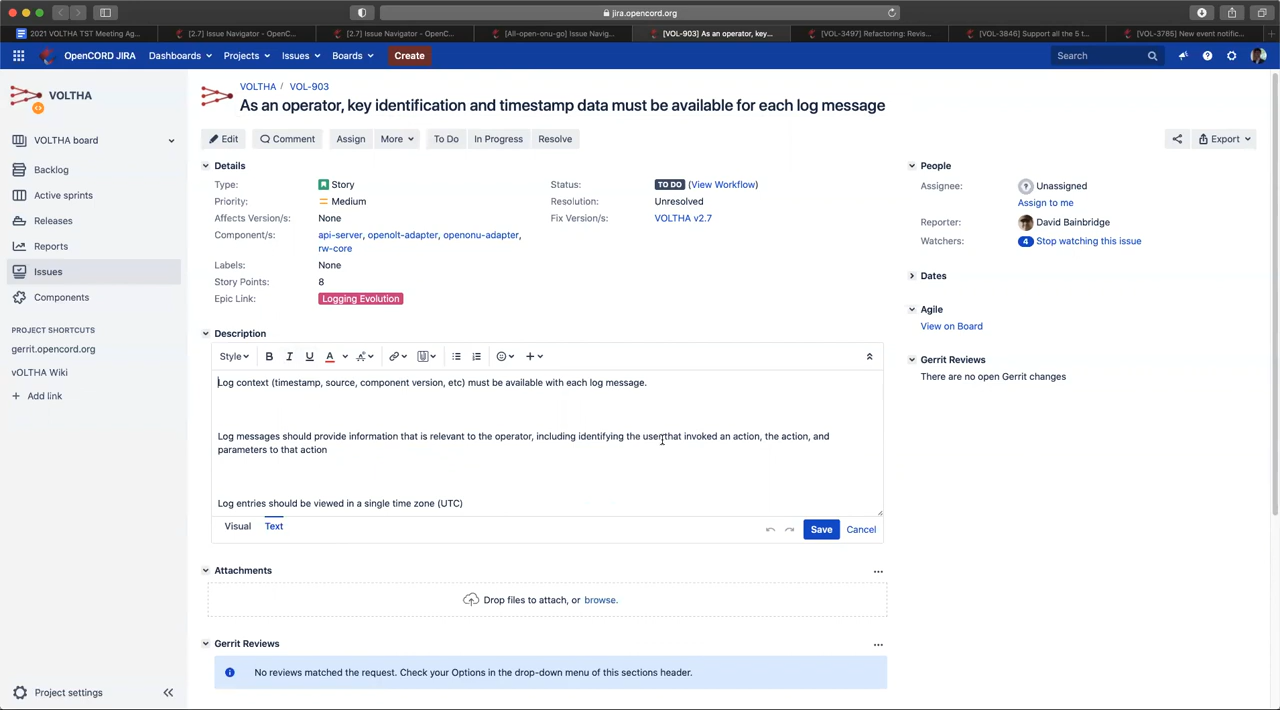 jira.opencord.org
2021 VOLTHA TST Meeting Ag...
[2.7] Issue Navigator - OpenC...
[2.7] Issue Navigator - OpenC...
[All-open-onu-go] Issue Navig...
[VOL-903] As an operator, key...
[VOL-3497] Refactoring: Revis...
[VOL-3846] Support all the 5 t...
[VOL-3785] New event notific...
OpenCORD JIRA Dashboards Projects Issues Boards Create Search
VOLTHA
VOLTHA board
Backlog
Active sprints
Releases
Reports
Issues
Components
PROJECT SHORTCUTS
gerrit.opencord.org
vOLTHA Wiki
+ Add link
Project settings
VOLTHA / VOL-903
As an operator, key identification and timestamp data must be available for each log message
Edit Comment Assign More To Do In Progress Resolve Export
Details
Type: Story
Priority: Medium
Affects Version/s: None
Component/s: api-server, openolt-adapter, openonu-adapter,
rw-core
Labels: None
Story Points: 8
Epic Link: Logging Evolution
Status: TO DO (View Workflow)
Resolution: Unresolved
Fix Version/s: VOLTHA v2.7
Description
Style B I U A
Log context (timestamp, source, component version, etc) must be available with each log message.
Log messages should provide information that is relevant to the operator, including identifying the user that invoked an action, the action, and
parameters to that action
Log entries should be viewed in a single time zone (UTC)
Visual Text Save Cancel
Attachments
Drop files to attach, or browse.
Gerrit Reviews
No reviews matched the request. Check your Options in the drop-down menu of this sections header.
People
Assignee: Unassigned
Assign to me
Reporter: David Bainbridge
Watchers: 4 Stop watching this issue
Dates
Agile
View on Board
Gerrit Reviews
There are no open Gerrit changes